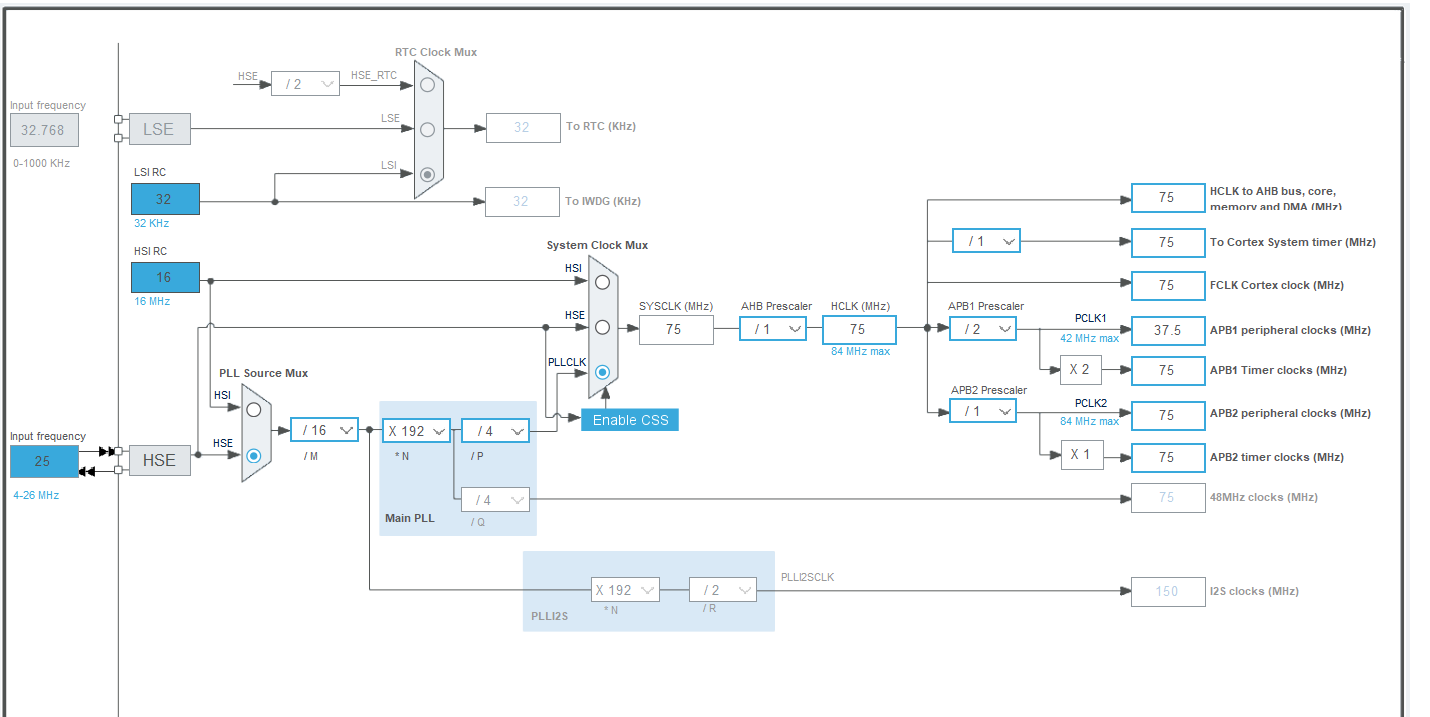 RTC Clock Mux
HSE
/ 2
HSE_RTC
Input frequency
32.768
0-1000 KHz
LSE
LSE
32
To RTC (KHz)
LSI
LSI RC
32
32 KHz
32
To IWDG (KHz)
HSI RC
16
16 MHz
System Clock Mux
HSI
HSE
PLLCLK
SYSCLK (MHz)
75
AHB Prescaler
/ 1
HCLK (MHz)
75
84 MHz max
75
HCLK to AHB bus, core,
memory and DMA (MHz)
/ 1
75
To Cortex System timer (MHz)
75
FCLK Cortex clock (MHz)
APB1 Prescaler
/ 2
PCLK1
42 MHz max
37.5
APB1 peripheral clocks (MHz)
X 2
75
APB1 Timer clocks (MHz)
APB2 Prescaler
/ 1
PCLK2
84 MHz max
75
APB2 peripheral clocks (MHz)
X 1
75
APB2 timer clocks (MHz)
PLL Source Mux
HSI
HSE
Input frequency
25
4-26 MHz
HSE
/ 16
/ M
X 192
* N
/ 4
/ P
Enable CSS
/ 4
/ Q
Main PLL
75
48MHz clocks (MHz)
X 192
* N
/ 2
/ R
PLLI2S
PLLI2SCLK
150
I2S clocks (MHz)